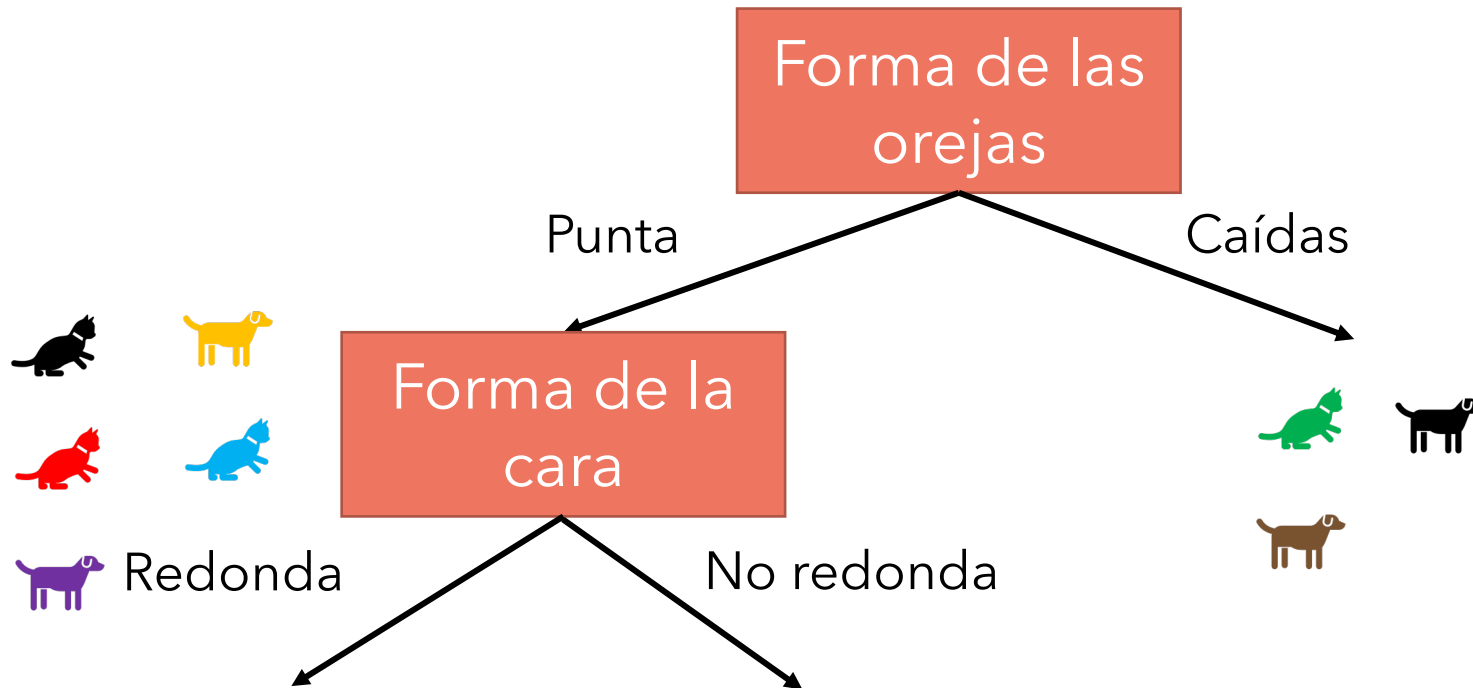 Forma de las
orejas
Punta
Caídas
Forma de la
cara
Redonda
No redonda